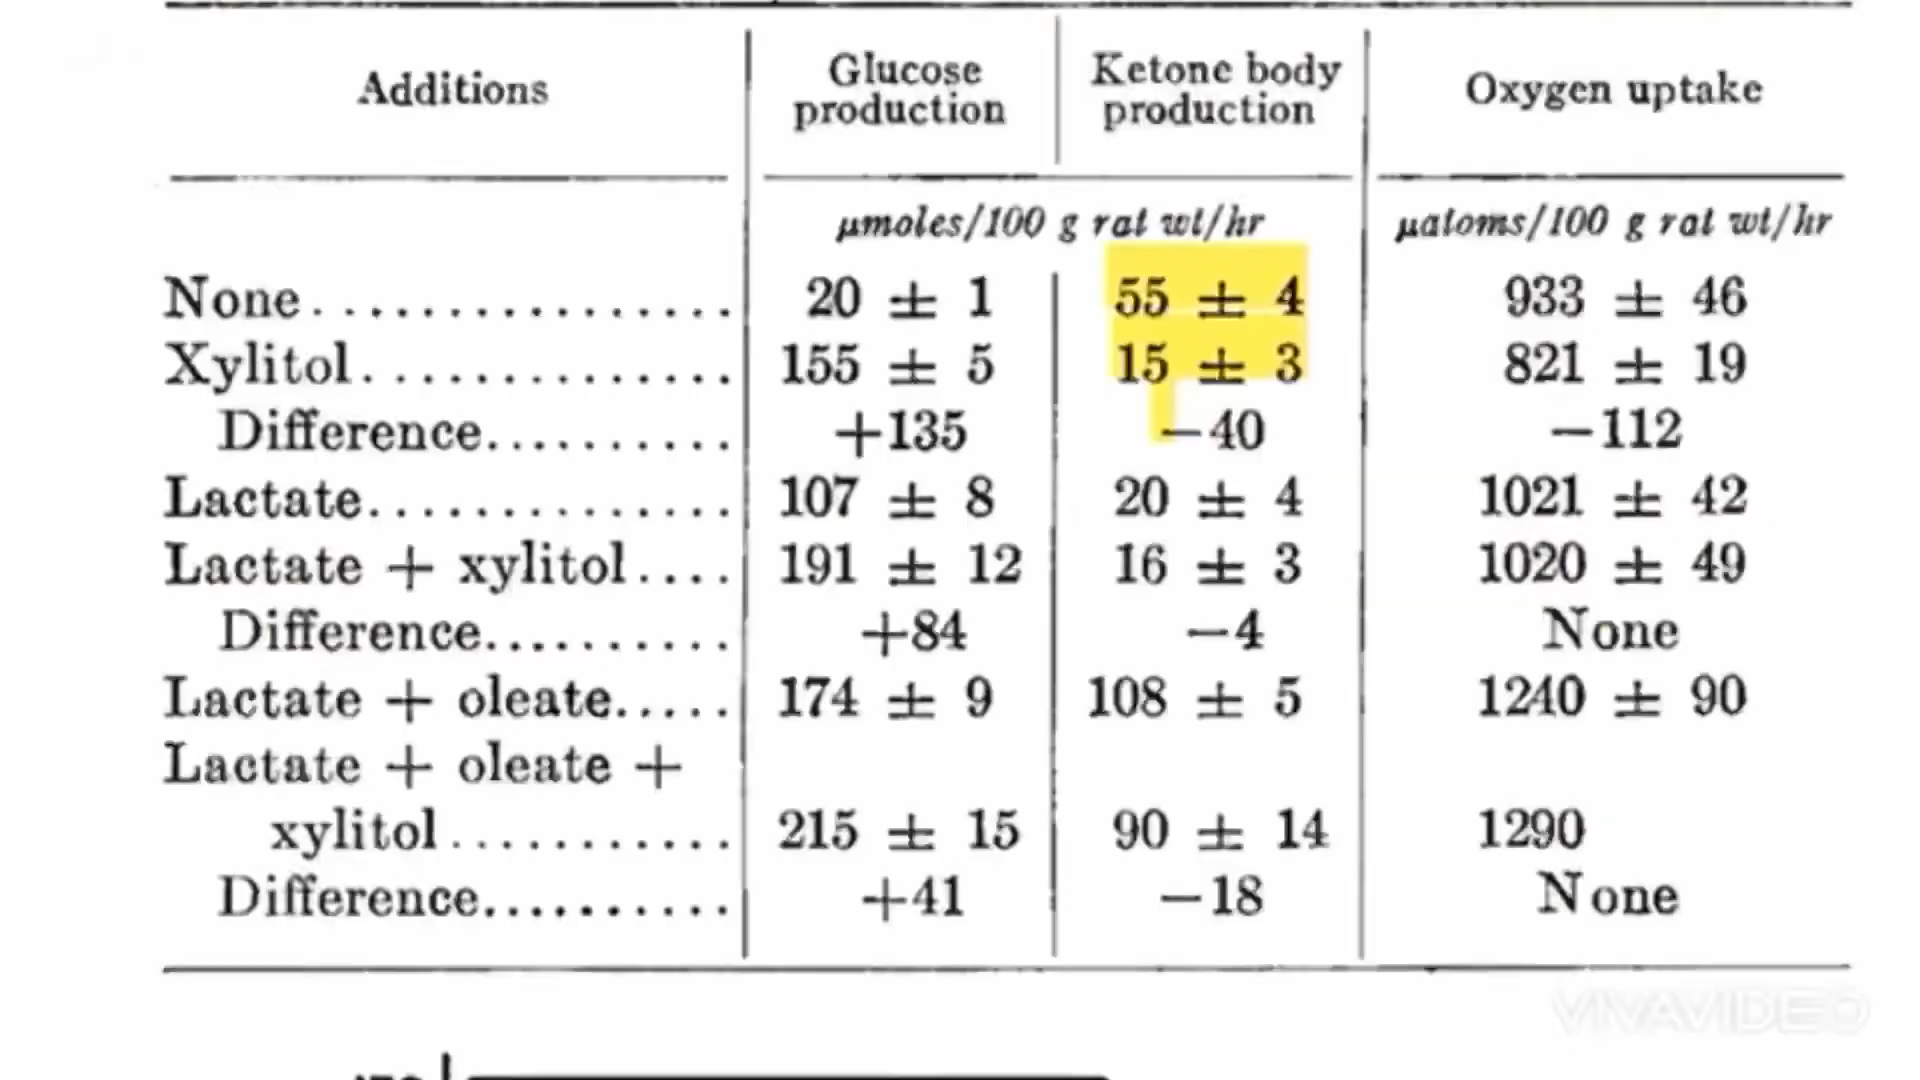 Additions Glucose production Ketone body production Oxygen uptake
μmoles/100 g rat wt/hr μatoms/100 g rat wt/hr
None................ 20 ± 1 55 ± 4 933 ± 46
Xylitol.............. 155 ± 5 15 ± 3 821 ± 19
Difference.......... +135 −40 −112
Lactate.............. 107 ± 8 20 ± 4 1021 ± 42
Lactate + xylitol.... 191 ± 12 16 ± 3 1020 ± 49
Difference.......... +84 −4 None
Lactate + oleate..... 174 ± 9 108 ± 5 1240 ± 90
Lactate + oleate +
xylitol........... 215 ± 15 90 ± 14 1290
Difference.......... +41 −18 None
VIVAVIDEO